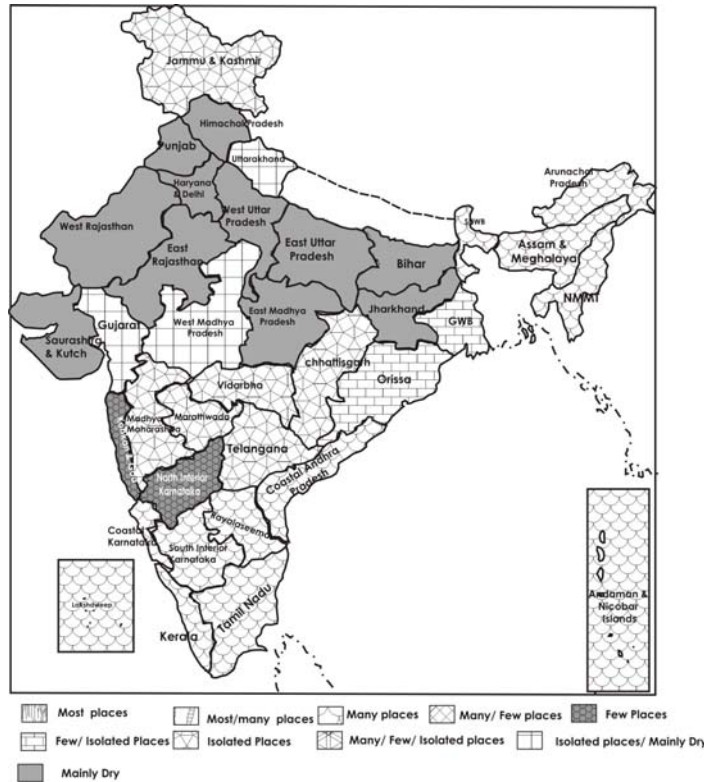 Jammu & Kashmir
Himachal Pradesh
Punjab
Uttarakhand
Haryana
& Delhi
Arunachal
Pradesh
West Rajasthan
West Uttar
Pradesh
SHWB
East
Rajasthan
East Uttar
Pradesh
Bihar
Assam &
Meghalaya
NMMT
Gujarat
West Madhya
Pradesh
East Madhya
Pradesh
Jharkhand
GWB
Saurashtra
& Kutch
chhattisgarh
Orissa
Vidarbha
Madhya
Maharashtra
Marathwada
Telangana
Coastal Andhra
Pradesh
North Interior
Karnataka
Rayalaseema
Coastal
Karnataka
South Interior
Karnataka
Lakshdweep
Andaman &
Nicobar
Islands
Kerala
Tamil Nadu
Most places
Most/many places
Many places
Many/ Few places
Few Places
Few/ Isolated Places
Isolated Places
Many/ Few/ Isolated places
Isolated places/ Mainly Dry
Mainly Dry